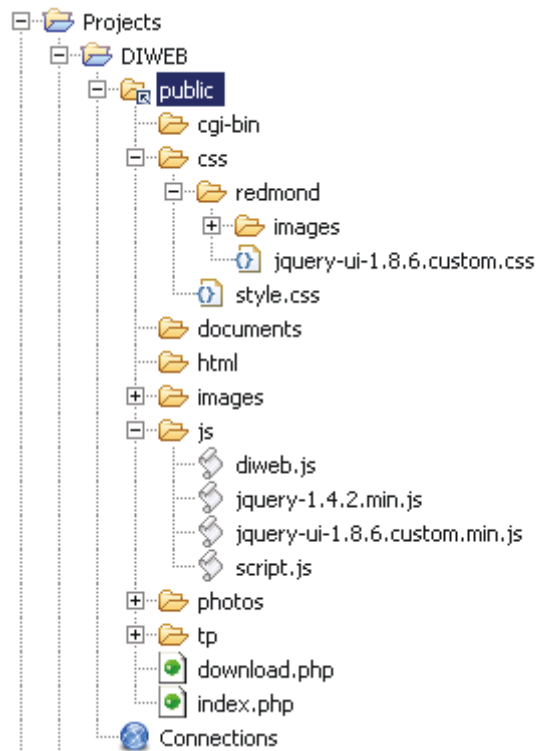 Projects
DIWEB
public
cgi-bin
css
redmond
images
jquery-ui-1.8.6.custom.css
style.css
documents
html
images
js
diweb.js
jquery-1.4.2.min.js
jquery-ui-1.8.6.custom.min.js
script.js
photos
tp
download.php
index.php
Connections